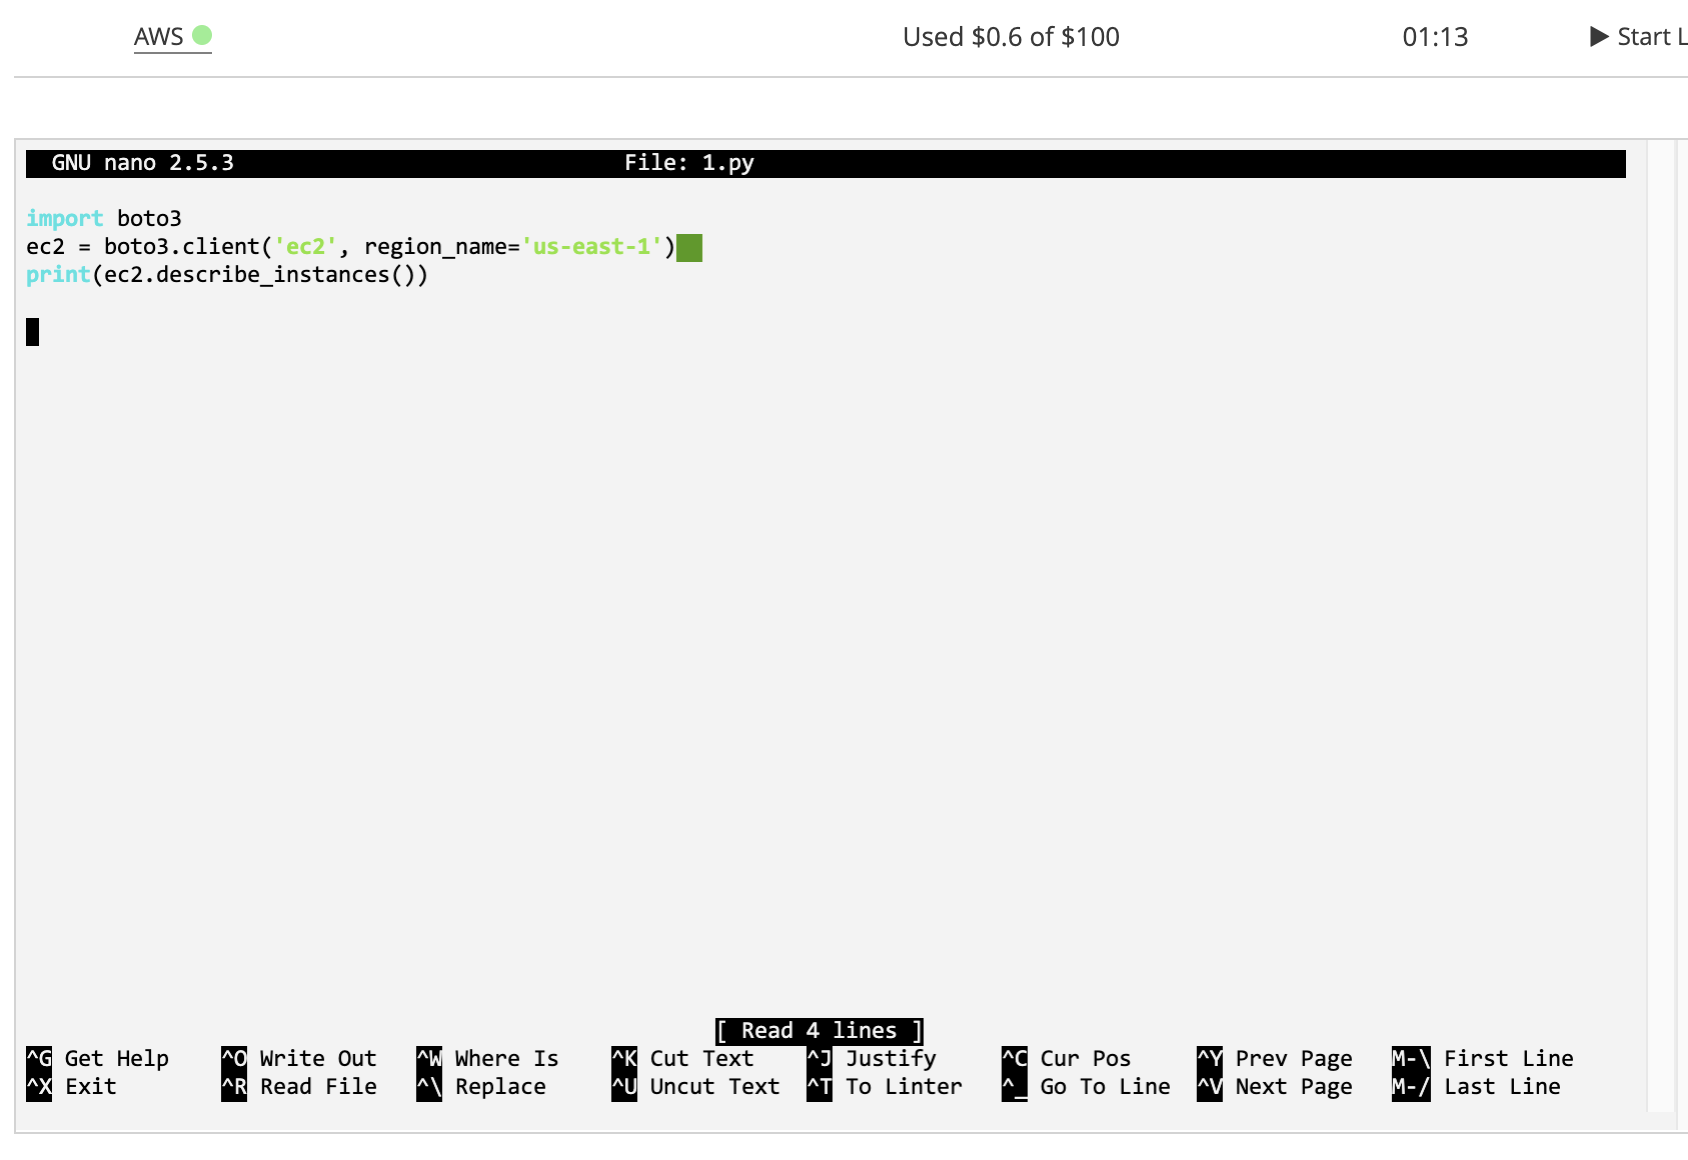 AWS Used $0.6 of $100 01:13 Start L
GNU nano 2.5.3 File: 1.py
import boto3
ec2 = boto3.client('ec2', region_name='us-east-1')
print(ec2.describe_instances())
[ Read 4 lines ]
^G Get Help ^O Write Out ^W Where Is ^K Cut Text ^J Justify ^C Cur Pos ^Y Prev Page M-\ First Line
^X Exit ^R Read File ^\ Replace ^U Uncut Text ^T To Linter ^_ Go To Line ^V Next Page M-/ Last Line